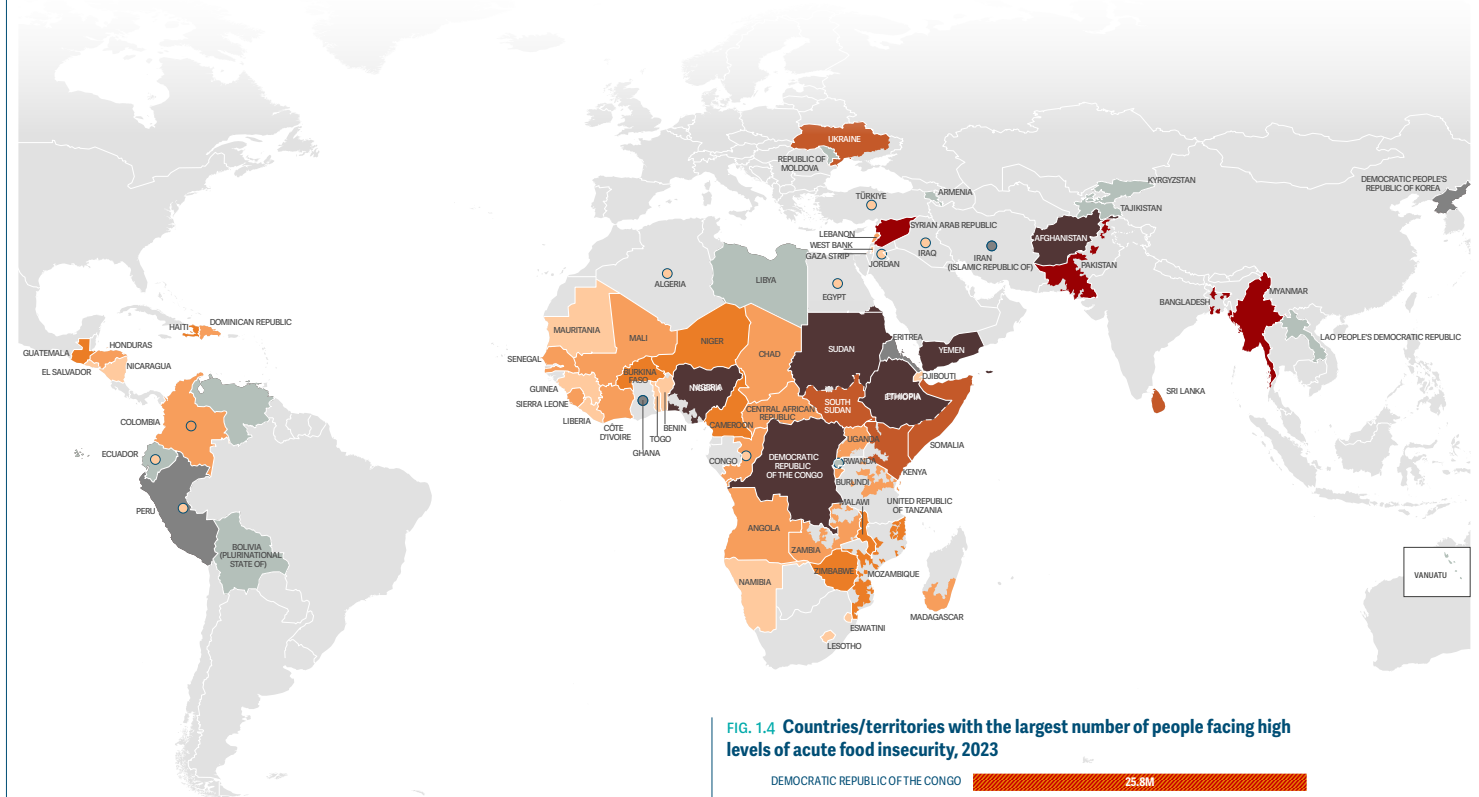 UKRAINE
REPUBLIC OF
MOLDOVA
KYRGYZSTAN
DEMOCRATIC PEOPLE'S
REPUBLIC OF KOREA
ARMENIA
TÜRKIYE
TAJIKISTAN
SYRIAN ARAB REPUBLIC
LEBANON
AFGHANISTAN
WEST BANK
IRAQ
GAZA STRIP
JORDAN
IRAN
(ISLAMIC REPUBLIC OF)
PAKISTAN
ALGERIA
LIBYA
EGYPT
MYANMAR
BANGLADESH
DOMINICAN REPUBLIC
HAITI
MAURITANIA
MALI
NIGER
ERITREA
LAO PEOPLE'S DEMOCRATIC REPUBLIC
HONDURAS
GUATEMALA
SENEGAL
CHAD
SUDAN
YEMEN
NICARAGUA
EL SALVADOR
BURKINA
FASO
DJIBOUTI
GUINEA
NIGERIA
ETHIOPIA
SRI LANKA
SIERRA LEONE
SOUTH
SUDAN
CENTRAL AFRICAN
REPUBLIC
COLOMBIA
LIBERIA
CÔTE
D'IVOIRE
TOGO
BENIN
CAMEROON
GHANA
UGANDA
SOMALIA
ECUADOR
CONGO
DEMOCRATIC
REPUBLIC
OF THE CONGO
RWANDA
KENYA
BURUNDI
PERU
MALAWI
UNITED REPUBLIC
OF TANZANIA
ANGOLA
BOLIVIA
(PLURINATIONAL
STATE OF)
ZAMBIA
ZIMBABWE
MOZAMBIQUE
VANUATU
NAMIBIA
MADAGASCAR
ESWATINI
LESOTHO
FIG. 1.4 Countries/territories with the largest number of people facing high
levels of acute food insecurity, 2023
DEMOCRATIC REPUBLIC OF THE CONGO 25.8M